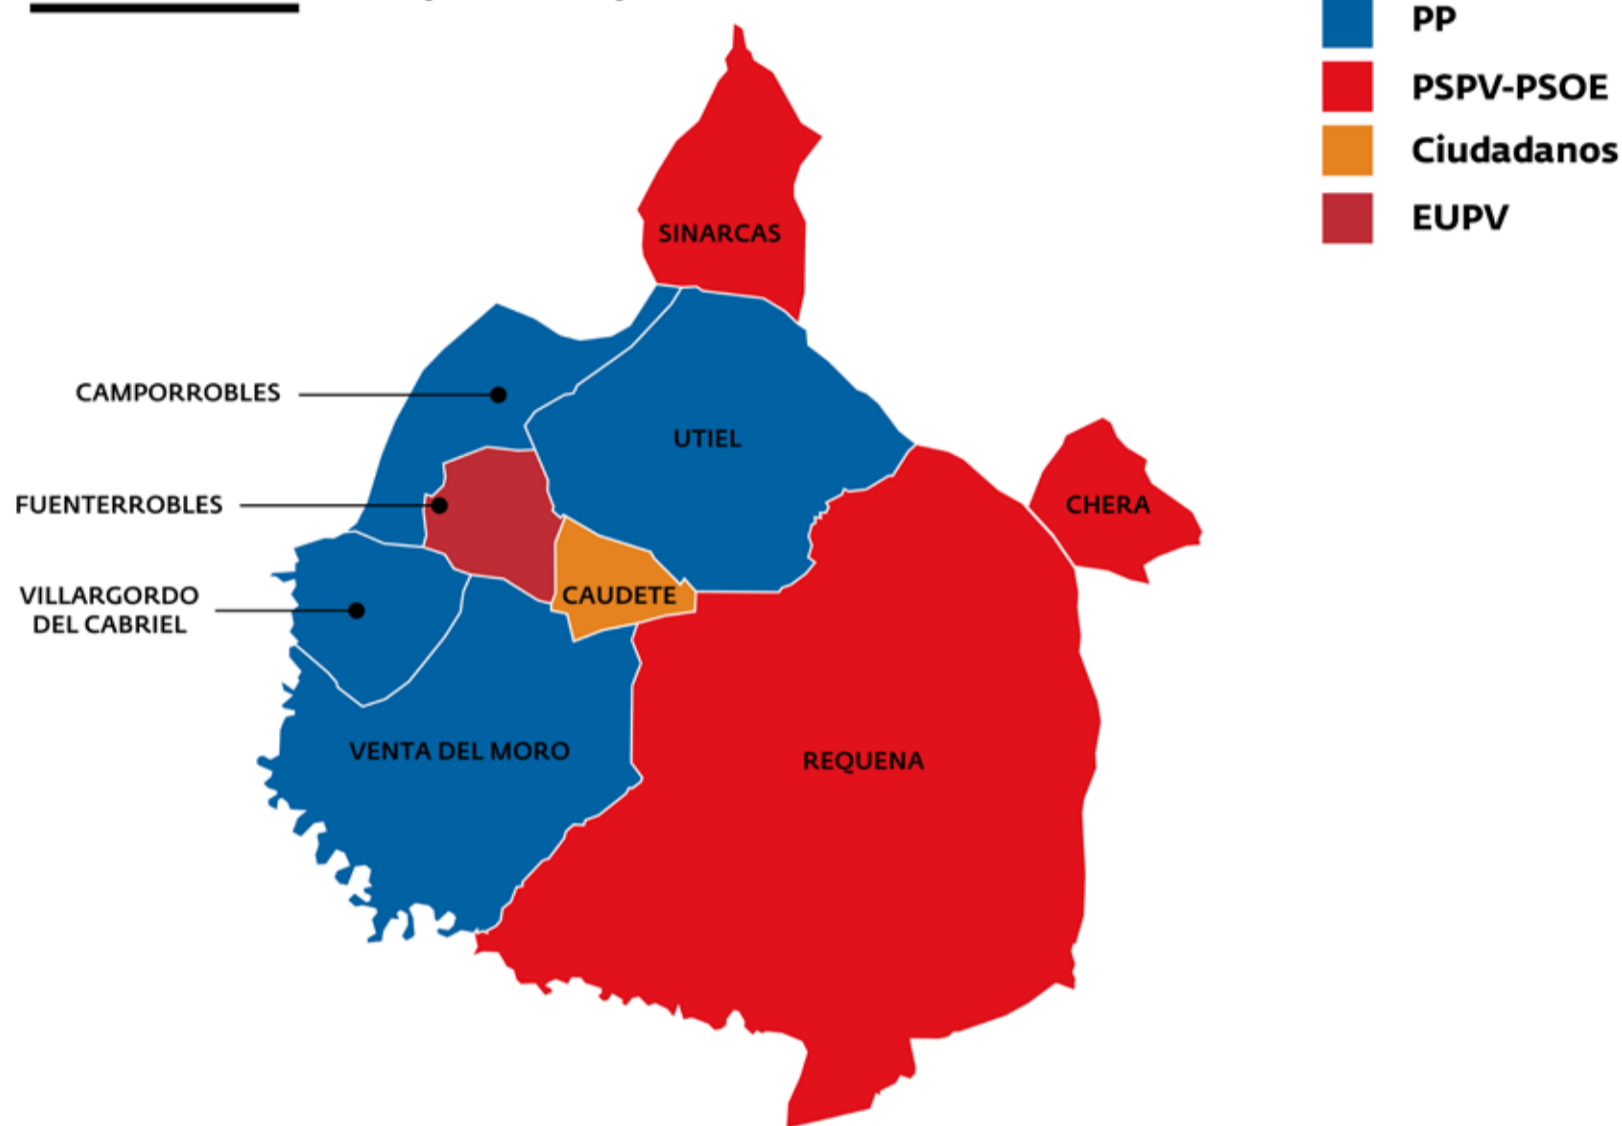 PP
PSPV-PSOE
Ciudadanos
EUPV
SINARCAS
CAMPORROBLES
UTIEL
FUENTERROBLES
CHERA
VILLARGORDO
DEL CABRIEL
CAUDETE
VENTA DEL MORO
REQUENA